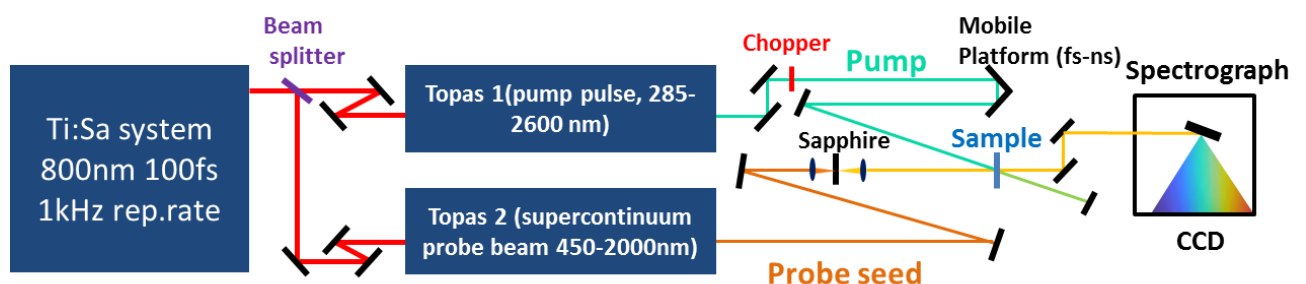 Beam
splitter
Ti:Sa system
800nm 100fs
1kHz rep.rate
Topas 1(pump pulse, 285-
2600 nm)
Topas 2 (supercontinuum
probe beam 450-2000nm)
Chopper
Pump
Mobile
Platform (fs-ns)
Sapphire
Sample
Probe seed
Spectrograph
CCD